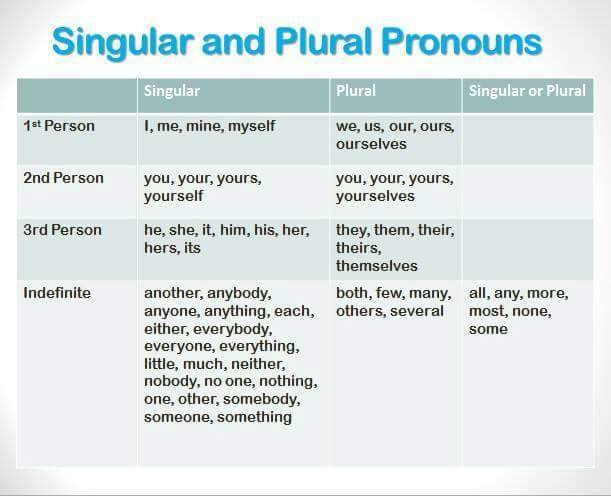 Singular and Plural Pronouns
Singular
Plural
Singular or Plural
1st Person
I, me, mine, myself
we, us, our, ours,
ourselves
2nd Person
you, your, yours,
yourself
you, your, yours,
yourselves
3rd Person
he, she, it, him, his, her,
hers, its
they, them, their,
theirs,
themselves
Indefinite
another, anybody,
anyone, anything, each,
either, everybody,
everyone, everything,
little, much, neither,
nobody, no one, nothing,
one, other, somebody,
someone, something
both, few, many,
others, several
all, any, more,
most, none,
some